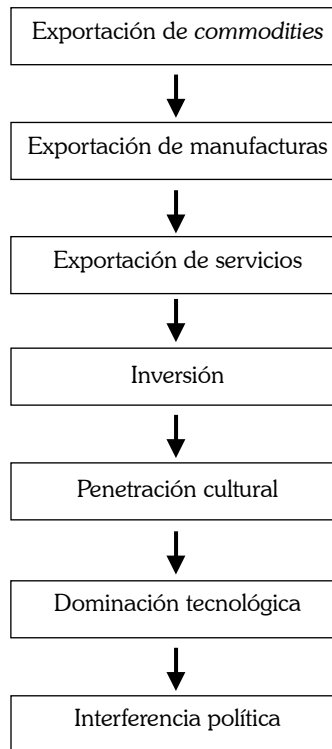 Exportación de commodities
Exportación de manufacturas
Exportación de servicios
Inversión
Penetración cultural
Dominación tecnológica
Interferencia política